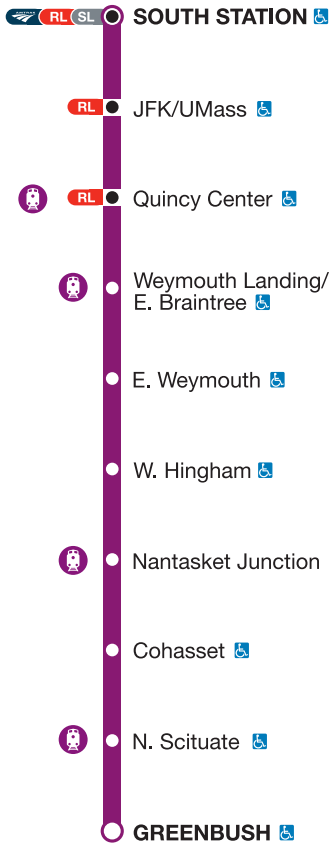 RL SL SOUTH STATION
RL JFK/UMass
RL Quincy Center
Weymouth Landing/
E. Braintree
E. Weymouth
W. Hingham
Nantasket Junction
Cohasset
N. Scituate
GREENBUSH